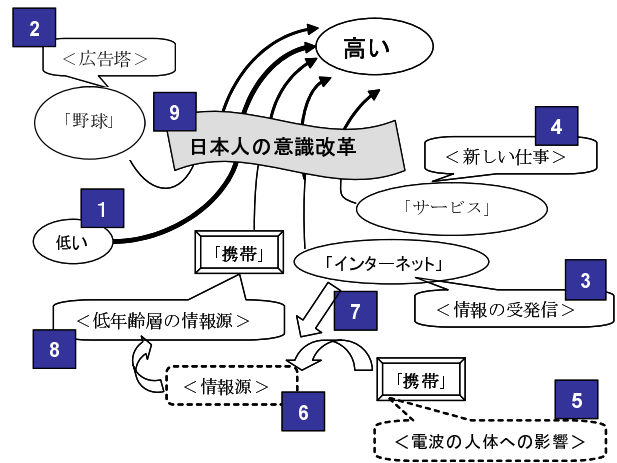 2
＜広告塔＞
高い
「野球」
9
日本人の意識改革
4
＜新しい仕事＞
1
「サービス」
低い
「携帯」
「インターネット」
3
＜低年齢層の情報源＞
7
＜情報の受発信＞
8
＜情報源＞
6
「携帯」
5
＜電波の人体への影響＞